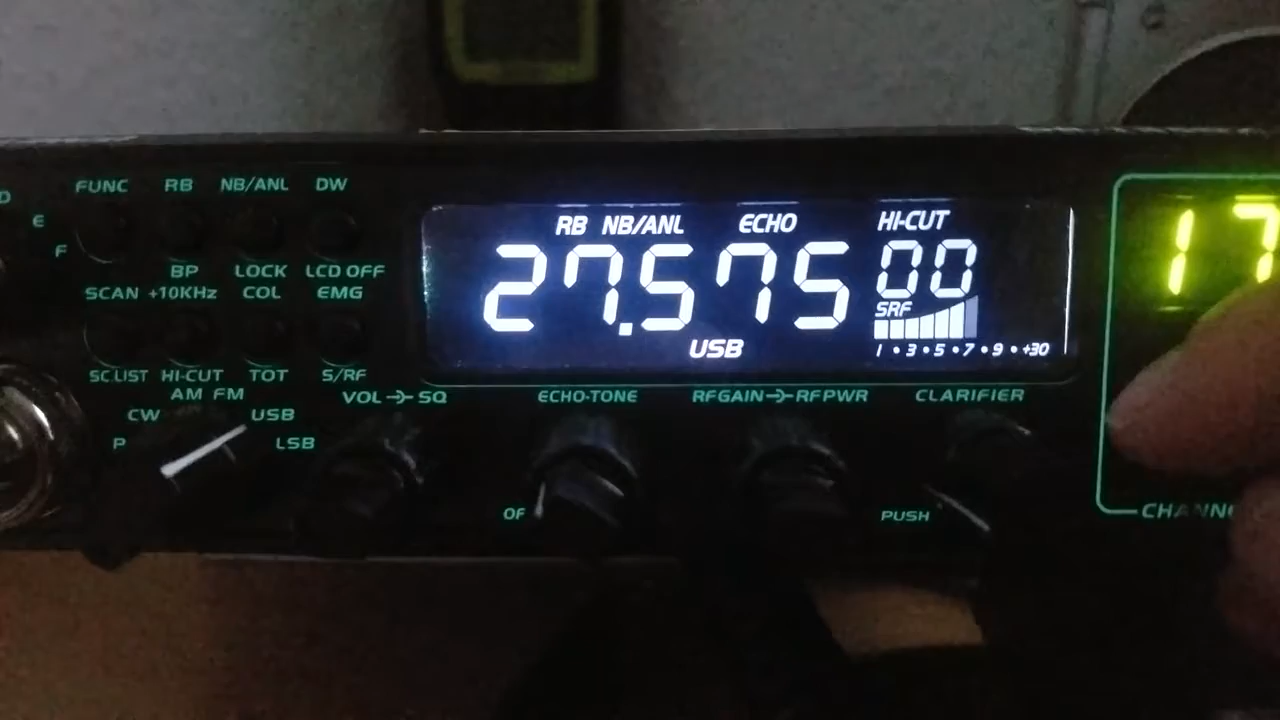 FUNC RB NB/ANL DW
E
F
BP LOCK LCD OFF
SCAN +10KHz COL EMG
SC.LIST HI-CUT TOT S/RF
AM FM
CW USB
P LSB
RB NB/ANL ECHO HI-CUT
27.575 00
SRF
USB 1 • 3 • 5 • 7 • 9 • +30
VOL SQ ECHO-TONE RFGAIN RFPWR CLARIFIER
OF PUSH
17